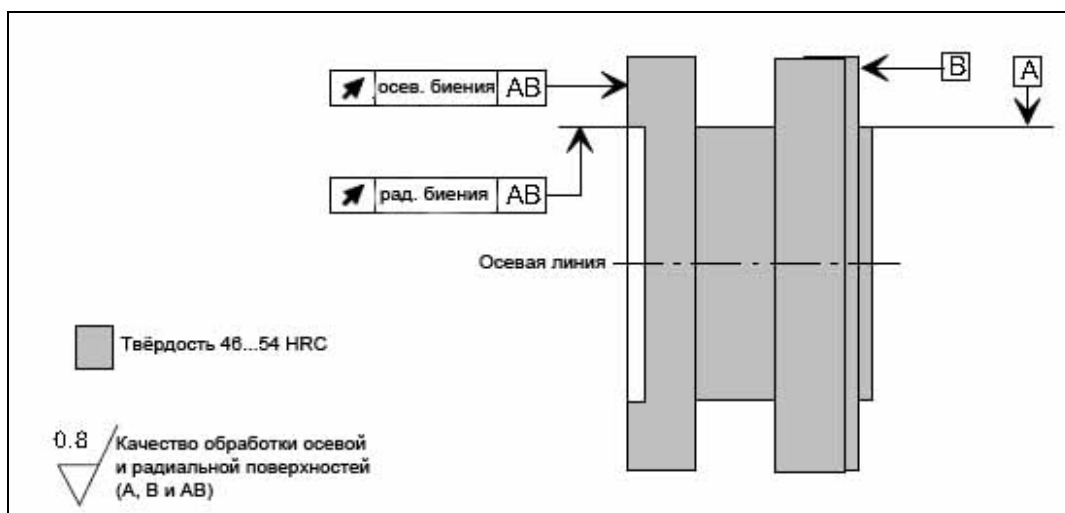 осев. биения AB
B
A
рад. биения AB
Осевая линия
Твёрдость 46...54 HRC
0.8
Качество обработки осевой
и радиальной поверхностей
(A, B и AB)